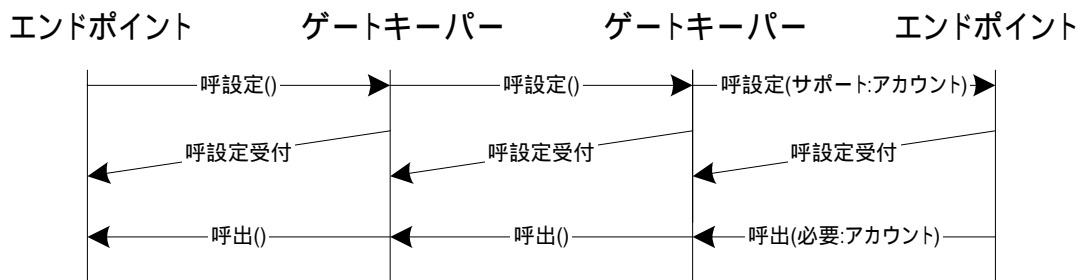 エンドポイント ゲートキーパー ゲートキーパー エンドポイント
呼設定() 呼設定() 呼設定(サポート:アカウント)
呼設定受付 呼設定受付 呼設定受付
呼出() 呼出() 呼出(必要:アカウント)